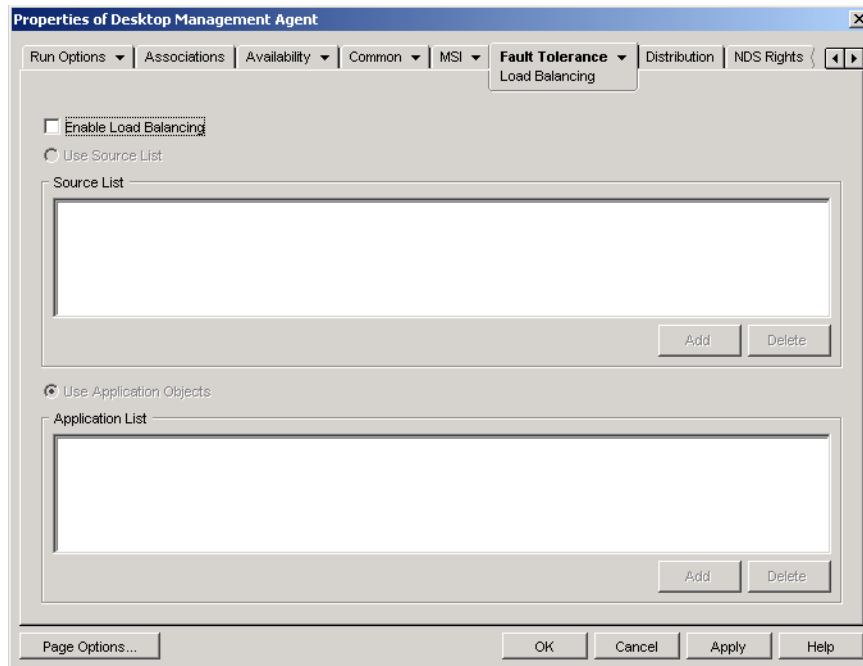 Properties of Desktop Management Agent
Run Options Associations Availability Common MSI Fault Tolerance Distribution NDS Rights
Load Balancing
Enable Load Balancing
Use Source List
Source List
Add Delete
Use Application Objects
Application List
Add Delete
Page Options... OK Cancel Apply Help